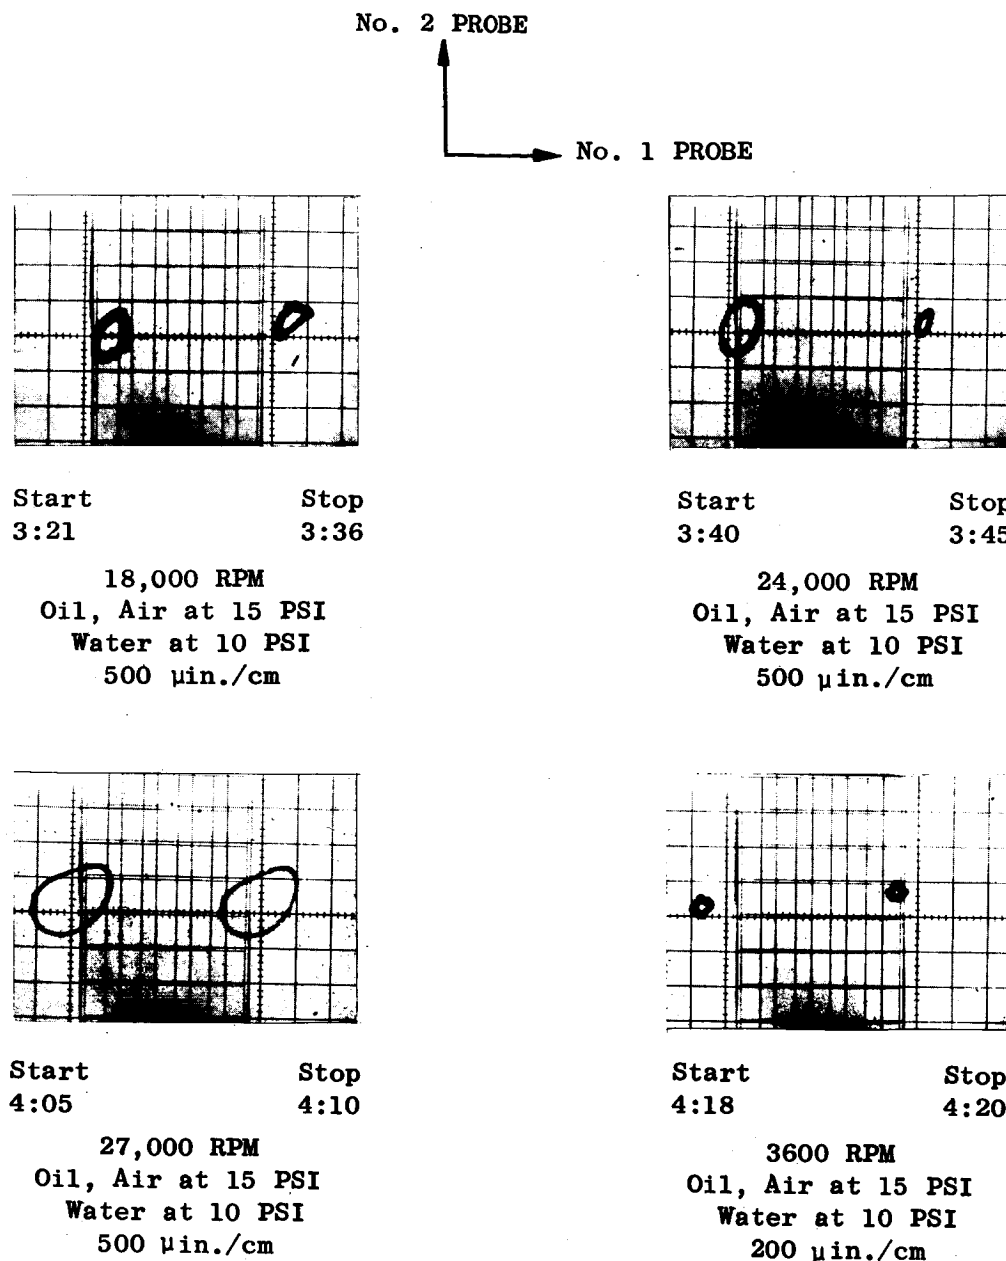 No. 2 PROBE
No. 1 PROBE
Start Stop
3:21 3:36
18,000 RPM
Oil, Air at 15 PSI
Water at 10 PSI
500 μin./cm
Start Stop
3:40 3:45
24,000 RPM
Oil, Air at 15 PSI
Water at 10 PSI
500 μin./cm
Start Stop
4:05 4:10
27,000 RPM
Oil, Air at 15 PSI
Water at 10 PSI
500 μin./cm
Start Stop
4:18 4:20
3600 RPM
Oil, Air at 15 PSI
Water at 10 PSI
200 μin./cm